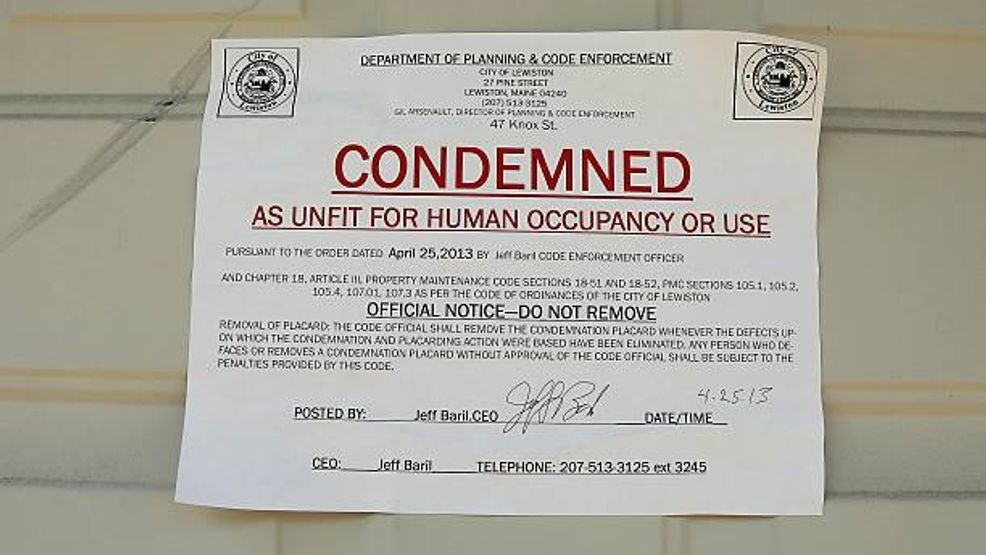 City of
Lewiston
City of
Lewiston
DEPARTMENT OF PLANNING & CODE ENFORCEMENT
CITY OF LEWISTON
27 PINE STREET
LEWISTON, MAINE 04240
(207) 513-3125
GIL ARSENAULT, DIRECTOR OF PLANNING & CODE ENFORCEMENT
47 Knox St.
CONDEMNED
AS UNFIT FOR HUMAN OCCUPANCY OR USE
PURSUANT TO THE ORDER DATED April 25,2013 BY Jeff Baril CODE ENFORCEMENT OFFICER
AND CHAPTER 18, ARTICLE III, PROPERTY MAINTENANCE CODE SECTIONS 18-51 AND 18-52, PMC SECTIONS 105.1, 105.2,
105.4, 107.01, 107.3 AS PER THE CODE OF ORDINANCES OF THE CITY OF LEWISTON
OFFICIAL NOTICE—DO NOT REMOVE
REMOVAL OF PLACARD: THE CODE OFFICIAL SHALL REMOVE THE CONDEMNATION PLACARD WHENEVER THE DEFECTS UP-
ON WHICH THE CONDEMNATION AND PLACARDING ACTION WERE BASED HAVE BEEN ELIMINATED. ANY PERSON WHO DE-
FACES OR REMOVES A CONDEMNATION PLACARD WITHOUT APPROVAL OF THE CODE OFFICIAL SHALL BE SUBJECT TO THE
PENALTIES PROVIDED BY THIS CODE.
POSTED BY: Jeff Baril.CEO DATE/TIME 4-25-13
CEO: Jeff Baril TELEPHONE: 207-513-3125 ext 3245